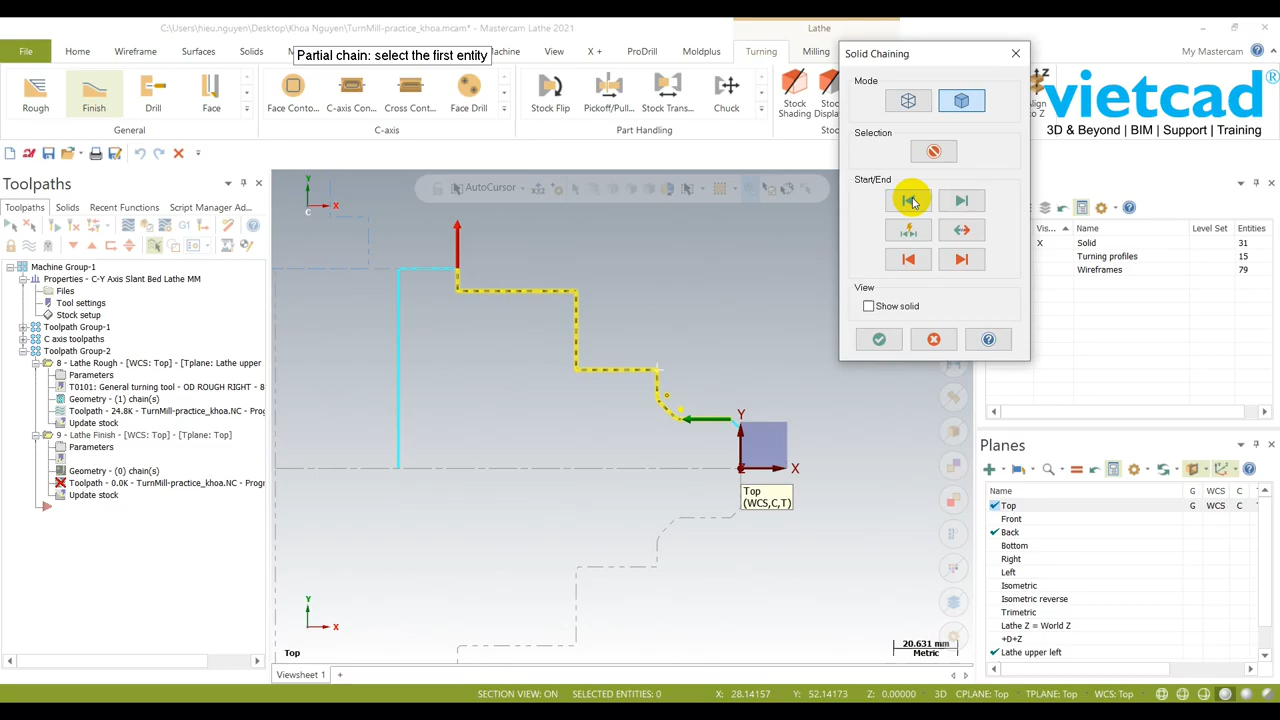 C:\Users\hieu.nguyen\Desktop\Khoa Nguyen\TurnMill-practice_khoa.mcam* - Mastercam Lathe 2021
Lathe
File Home Wireframe Surfaces Solids Machine View X + ProDrill Moldplus Turning Milling My Mastercam
Partial chain: select the first entity
Rough Finish Drill Face
General
Face Conto... C-axis Con... Cross Cont... Face Drill
C-axis
Stock Flip Pickoff/Pull... Stock Trans... Chuck
Part Handling
Stock Shading
Stock Displa
Align to Z
Sto
vietcad®
3D & Beyond | BIM | Support | Training
Toolpaths
Toolpaths Solids Recent Functions Script Manager Ad...
Machine Group-1
Properties - C-Y Axis Slant Bed Lathe MM
Files
Tool settings
Stock setup
Toolpath Group-1
C axis toolpaths
Toolpath Group-2
8 - Lathe Rough - [WCS: Top] - [Tplane: Lathe upper
Parameters
T0101: General turning tool - OD ROUGH RIGHT - 8
Geometry - (1) chain(s)
Toolpath - 24.8K - TurnMill-practice_khoa.NC - Prog
Update stock
9 - Lathe Finish - [WCS: Top] - [Tplane: Top]
Parameters
Geometry - (0) chain(s)
Toolpath - 0.0K - TurnMill-practice_khoa.NC - Progr
Update stock
AutoCursor
Y
X
C
Y
X
Top
(WCS,C,T)
Y
X
Top
20.631 mm
Metric
Viewsheet 1 +
Solid Chaining
Mode
Selection
Start/End
View
Show solid
Vis... Name Level Set Entities
X Solid 31
Turning profiles 15
Wireframes 79
Planes
Name G WCS C
Top G WCS C
Front
Back
Bottom
Right
Left
Isometric
Isometric reverse
Trimetric
Lathe Z = World Z
+D+Z
Lathe upper left
SECTION VIEW: ON SELECTED ENTITIES: 0 X: 28.14157 Y: 52.14173 Z: 0.00000 3D CPLANE: Top TPLANE: Top WCS: Top